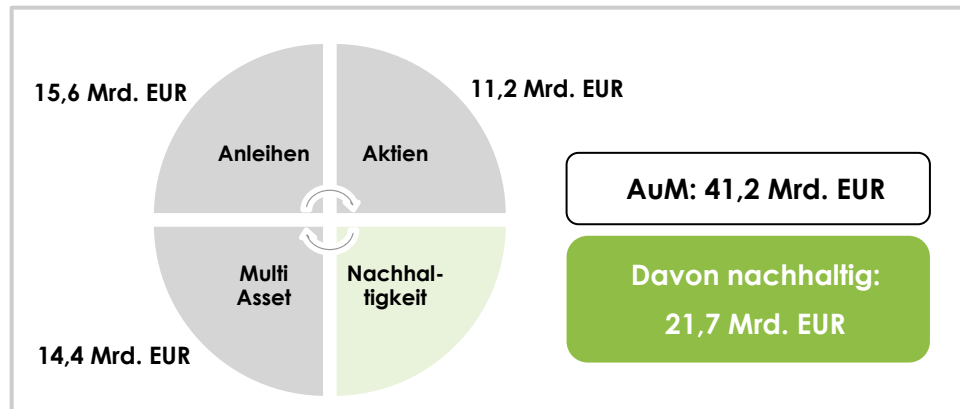 15,6 Mrd. EUR
11,2 Mrd. EUR
Anleihen
Aktien
AuM: 41,2 Mrd. EUR
Multi
Asset
Nachhal-
tigkeit
Davon nachhaltig:
21,7 Mrd. EUR
14,4 Mrd. EUR